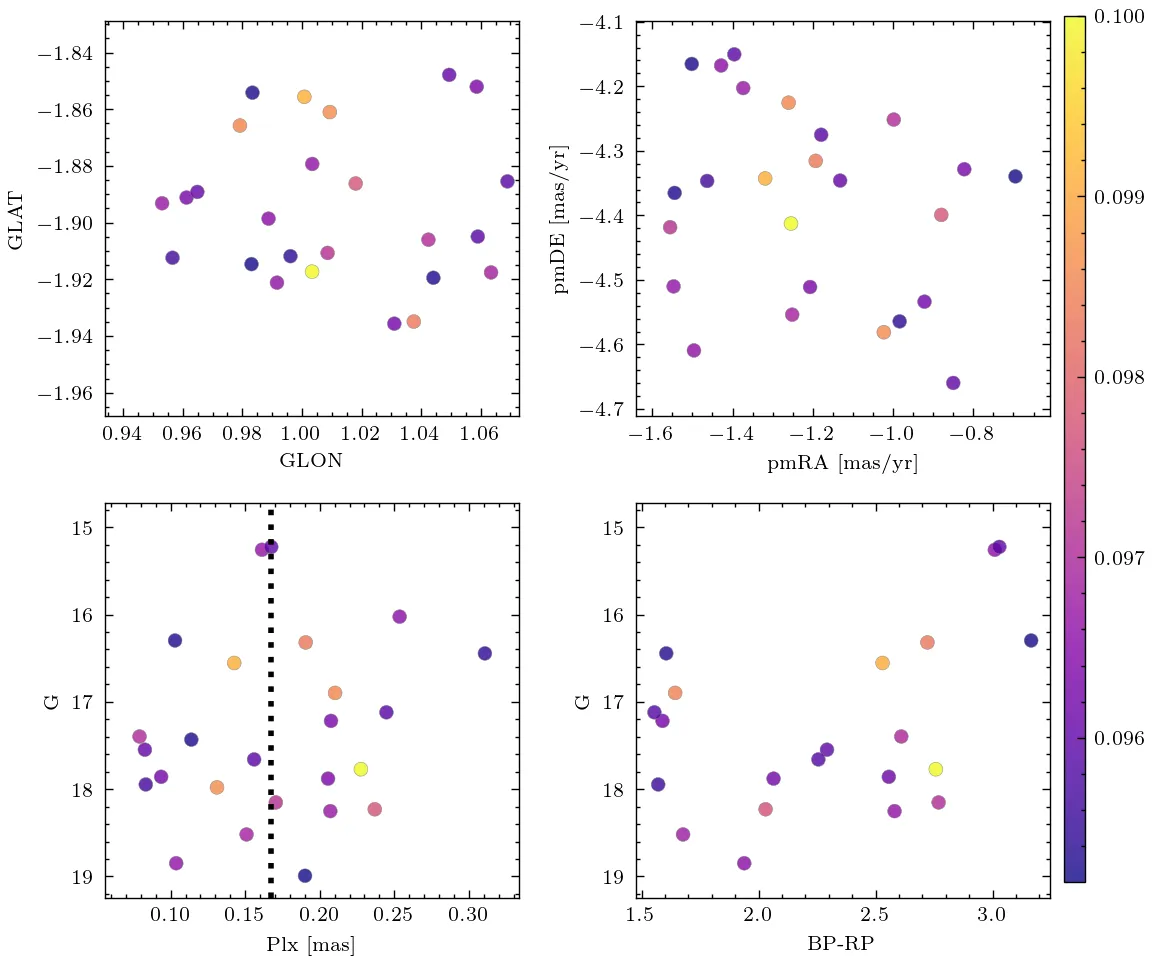 −1.84
−1.86
−1.88
−1.90
−1.92
−1.94
−1.96
GLAT
0.94 0.96 0.98 1.00 1.02 1.04 1.06
GLON
−4.1
−4.2
−4.3
−4.4
−4.5
−4.6
−4.7
pmDE [mas/yr]
−1.6 −1.4 −1.2 −1.0 −0.8
pmRA [mas/yr]
15
16
17
18
19
G
0.10 0.15 0.20 0.25 0.30
Plx [mas]
15
16
17
18
19
G
1.5 2.0 2.5 3.0
BP-RP
0.100
0.099
0.098
0.097
0.096